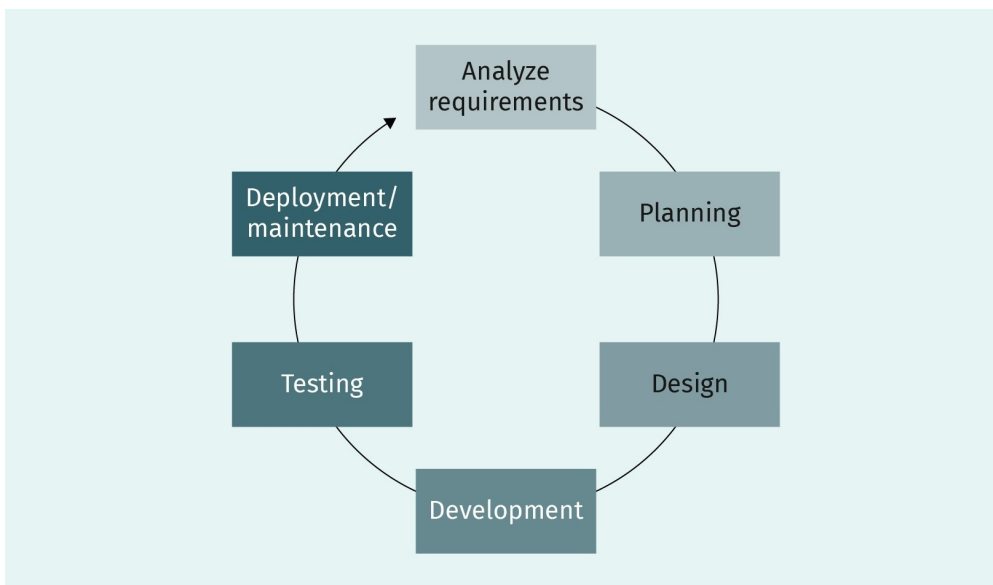 Analyze
requirements
Planning
Design
Development
Testing
Deployment/
maintenance